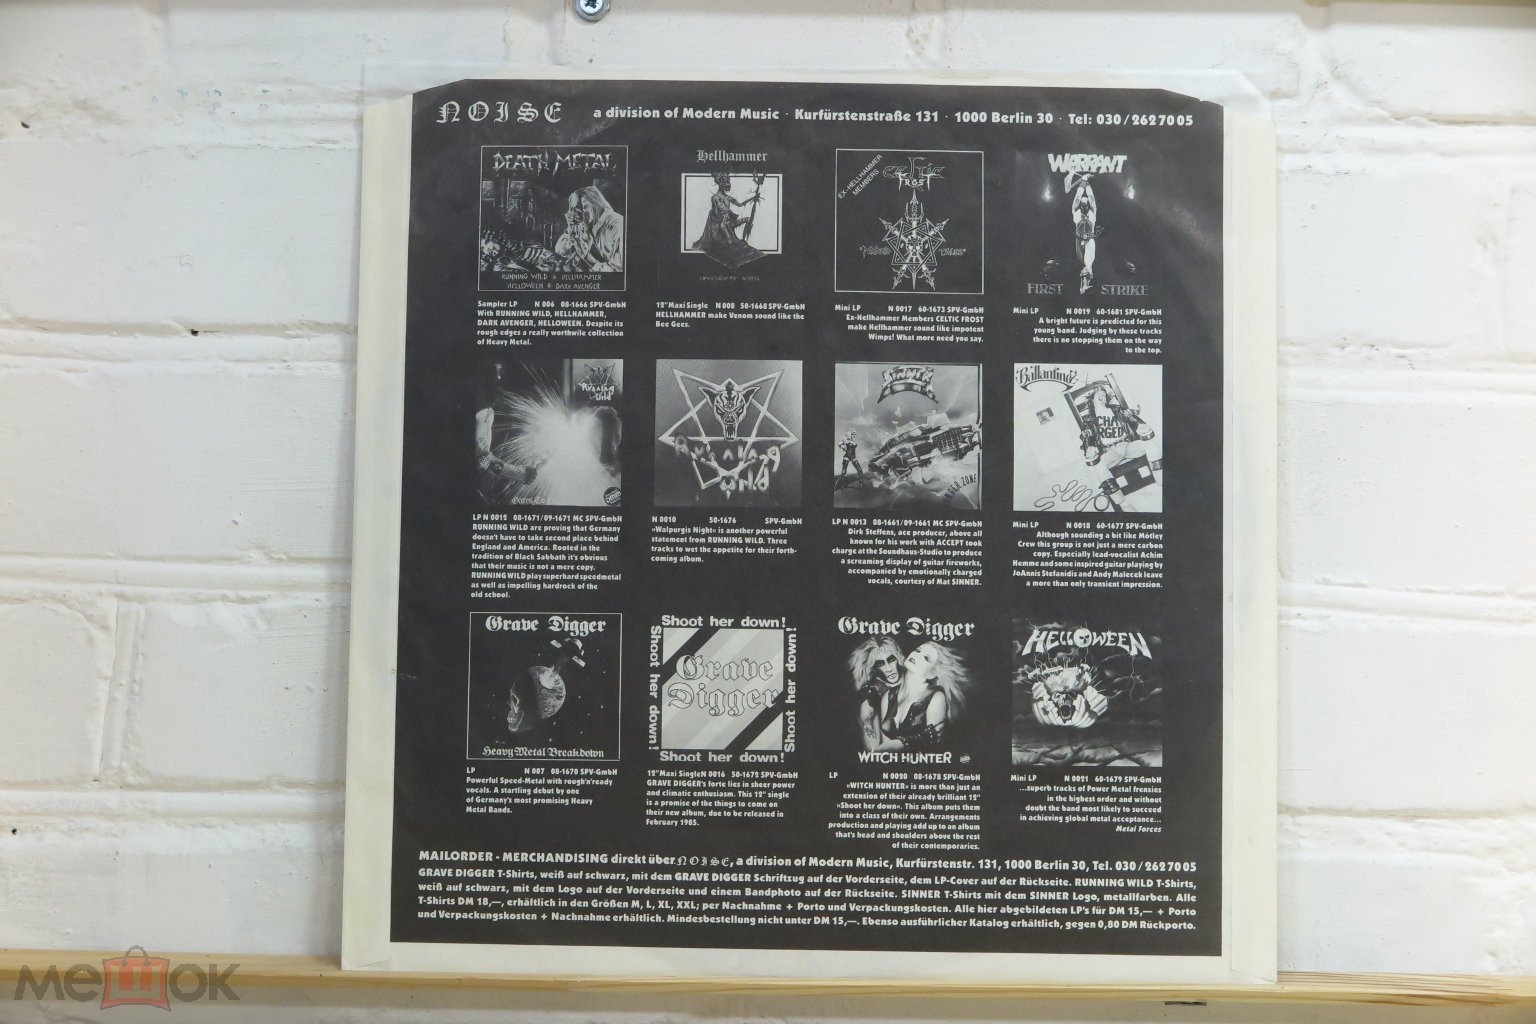 NOISE a division of Modern Music · Kurfürstenstraße 131 · 1000 Berlin 30 · Tel: 030/2627005
DEATH METAL
RUNNING WILD ★ HELLHAMMER
HELLOWEEN ★ DARK AVENGER
Sampler LP N 006 08-1666 SPV-GmbH
With RUNNING WILD, HELLHAMMER,
DARK AVENGER, HELLOWEEN. Despite its
rough edges a really worthwile collection
of Heavy Metal.
Hellhammer
12"Maxi Single N 008 50-1668 SPV-GmbH
HELLHAMMER make Venom sound like the
Bee Gees.
EX-HELLHAMMER
MEMBERS
celtic
FROST
Mini LP N 0017 60-1673 SPV-GmbH
Ex-Hellhammer Members CELTIC FROST
make Hellhammer sound like impotent
Wimps! What more need you say.
WARRANT
FIRST STRIKE
Mini LP N 0019 60-1681 SPV-GmbH
A bright future is predicted for this
young band. Judging by these tracks
there is no stopping them on the way
to the top.
Running
Wild
LP N 0012 08-1671/09-1671 MC SPV-GmbH
RUNNING WILD are proving that Germany
doesn't have to take second place behind
England and America. Rooted in the
tradition of Black Sabbath it's obvious
that their music is not a mere copy.
RUNNING WILD play superhard speedmetal
as well as impelling hardrock of the
old school.
Running
Wild
N 0010 50-1676 SPV-GmbH
»Walpurgis Night« is another powerful
statement from RUNNING WILD. Three
tracks to wet the appetite for their forth-
coming album.
SINNER
LP N 0013 08-1661/09-1661 MC SPV-GmbH
Dirk Steffens, ace producer, above all
known for his work with ACCEPT took
charge at the Soundhaus-Studio to produce
a screaming display of guitar fireworks,
accompanied by emotionally charged
vocals, courtesy of Mat SINNER.
Ballantinez
CHARGED
Mini LP N 0018 60-1677 SPV-GmbH
Although sounding a bit like Mötley
Crew this group is not just a mere carbon
copy. Especially lead-vocalist Achim
Hemme and some inspired guitar playing by
JoAnnis Stefanidis and Andy Malecek leave
a more than only transient impression.
Grave Digger
Heavy Metal Breakdown
LP N 007 08-1670 SPV-GmbH
Powerful Speed-Metal with rough'n'ready
vocals. A startling debut by one
of Germany's most promising Heavy
Metal Bands.
Shoot her down!
Shoot her down!
Grave
Digger
Shoot her down!
Shoot her down!
12"Maxi Single N 0016 50-1672 SPV-GmbH
GRAVE DIGGER's forte lies in sheer power
and climatic enthusiasm. This 12" single
is a promise of the things to come on
their new album, due to be released in
February 1985.
Grave Digger
WITCH HUNTER
LP N 0020 08-1678 SPV-GmbH
»WITCH HUNTER« is more than just an
extension of their already brilliant 12"
»Shoot her down«. This album puts them
into a class of their own. Arrangements
production and playing add up to an album
that's head and shoulders above the rest
of their contemporaries.
HELLOWEEN
Mini LP N 0021 60-1679 SPV-GmbH
...superb tracks of Power Metal frenzies
in the highest order and without
doubt the band most likely to succeed
in achieving global metal acceptance...
Metal Forces
MAILORDER - MERCHANDISING direkt über NOISE, a division of Modern Music, Kurfürstenstr. 131, 1000 Berlin 30, Tel. 030/2627005
GRAVE DIGGER T-Shirts, weiß auf schwarz, mit dem GRAVE DIGGER Schriftzug auf der Vorderseite, dem LP-Cover auf der Rückseite. RUNNING WILD T-Shirts,
weiß auf schwarz, mit dem Logo auf der Vorderseite und einem Bandphoto auf der Rückseite. SINNER T-Shirts mit dem SINNER Logo, metallfarben. Alle
T-Shirts DM 18,—, erhältlich in den Größen M, L, XL, XXL; per Nachnahme + Porto und Verpackungskosten. Alle hier abgebildeten LP's für DM 15,— + Porto
und Verpackungskosten + Nachnahme erhältlich. Mindesbestellung nicht unter DM 15,—. Ebenso ausführlicher Katalog erhältlich, gegen 0,80 DM Rückporto.
мешок